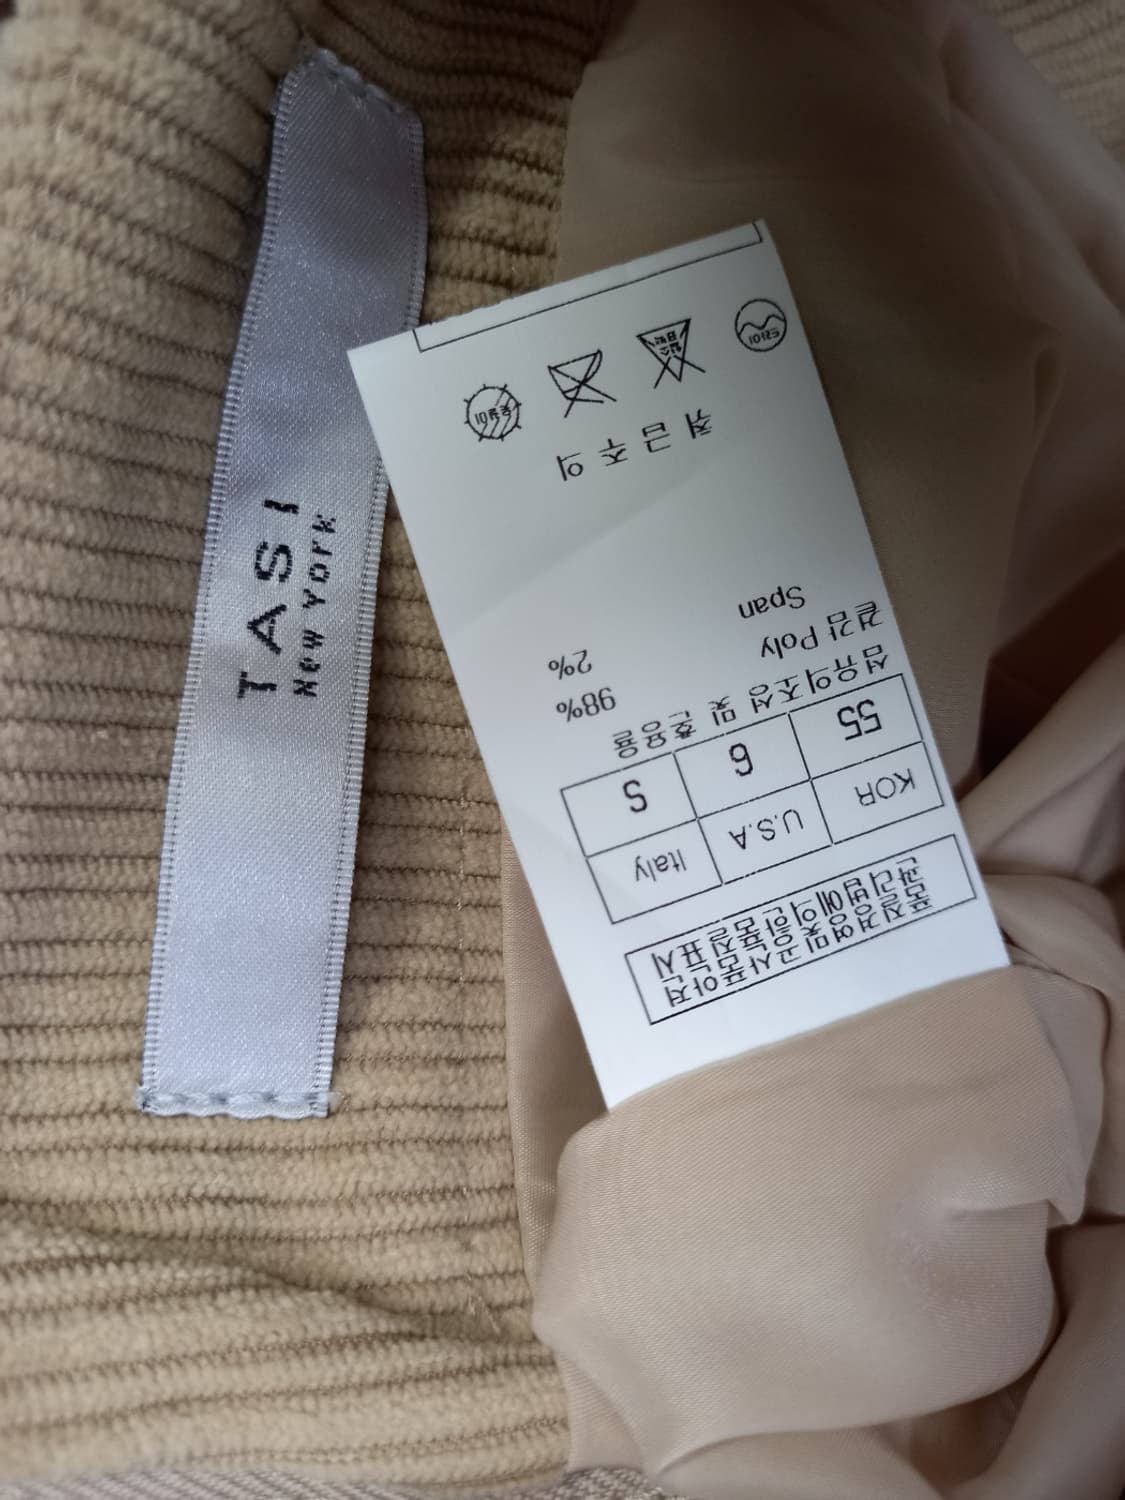 TASI
New York
KOR U.S.A Italy
55 6 S
섬유의조성 및 혼용율
겉감 Poly 98%
Span 2%
취급주의